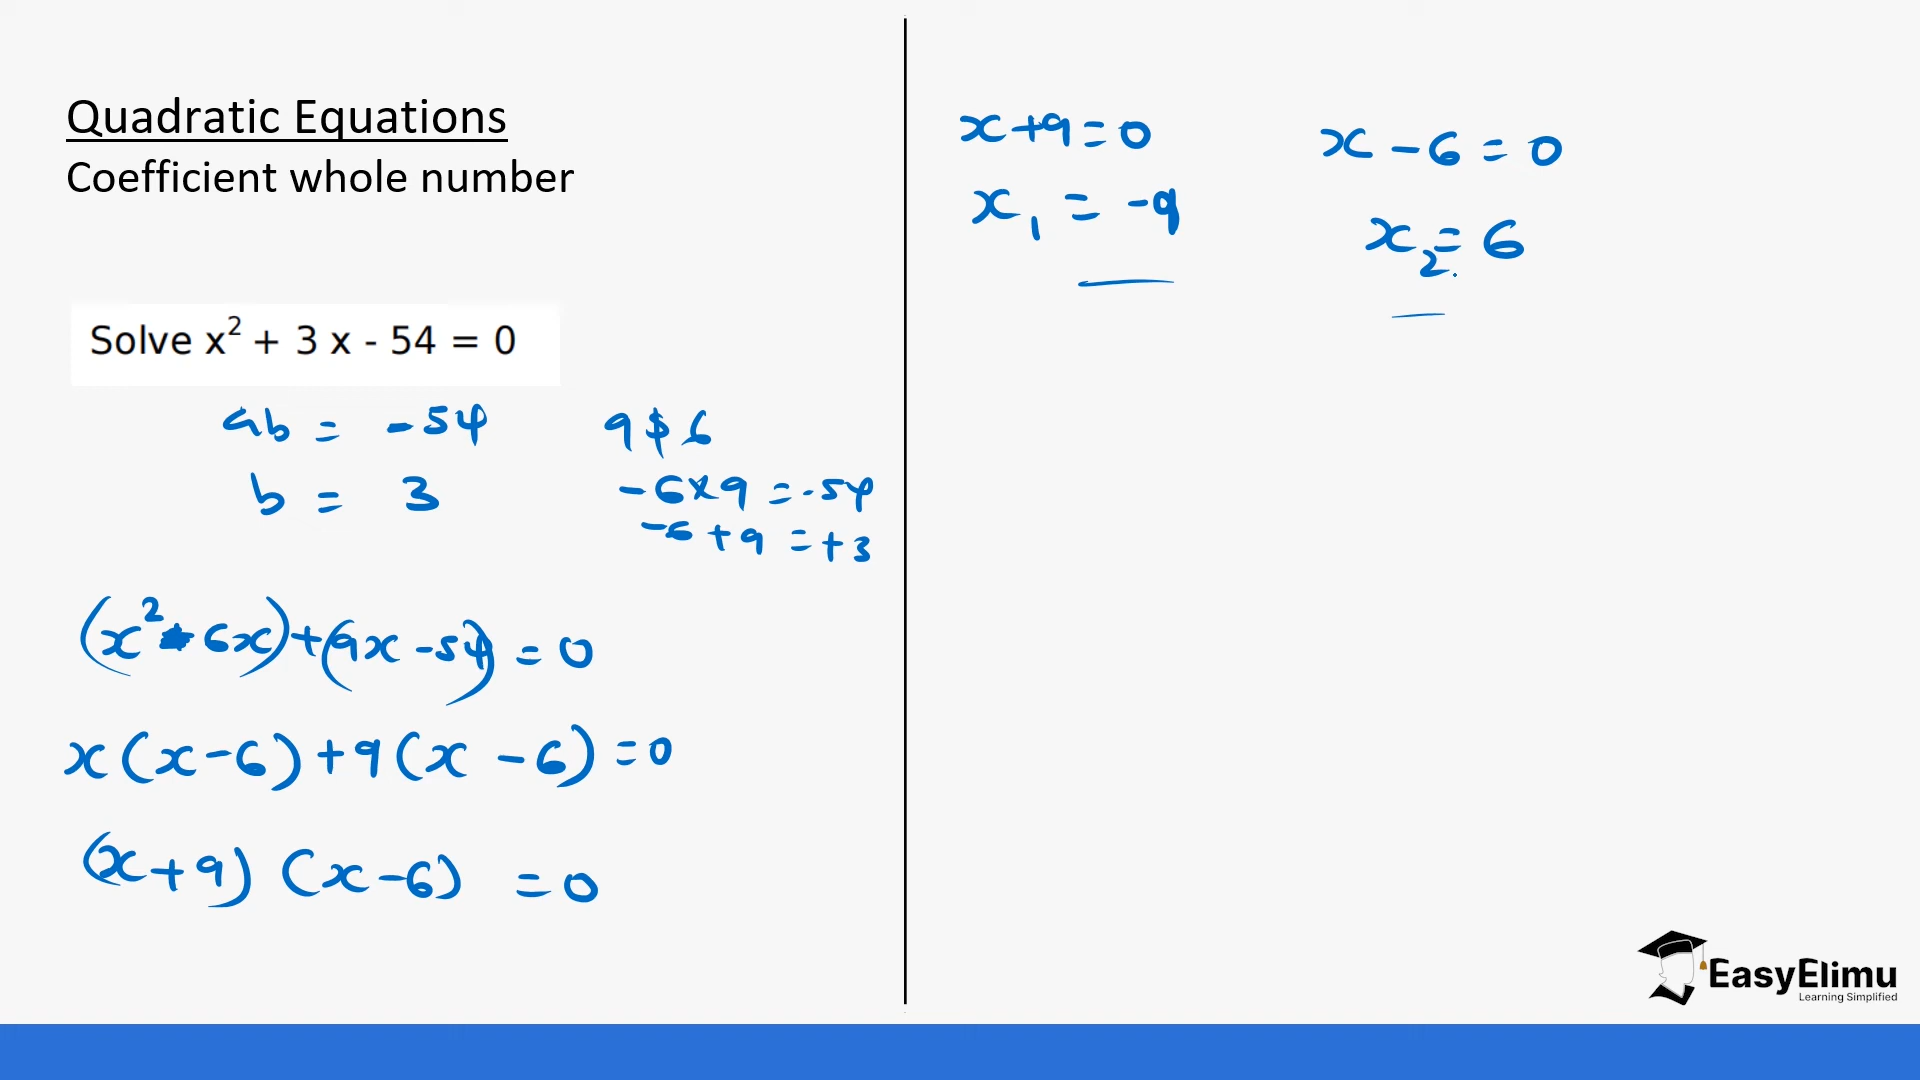 Quadratic Equations
Coefficient whole number
Solve x² + 3 x - 54 = 0
ab = -54
b = 3
9 & 6
-6 x 9 = -54
-6 + 9 = +3
(x² - 6x) + (9x - 54) = 0
x(x - 6) + 9(x - 6) = 0
(x + 9) (x - 6) = 0
x + 9 = 0
x₁ = -9
x - 6 = 0
x₂ = 6
EasyElimu
Learning Simplified